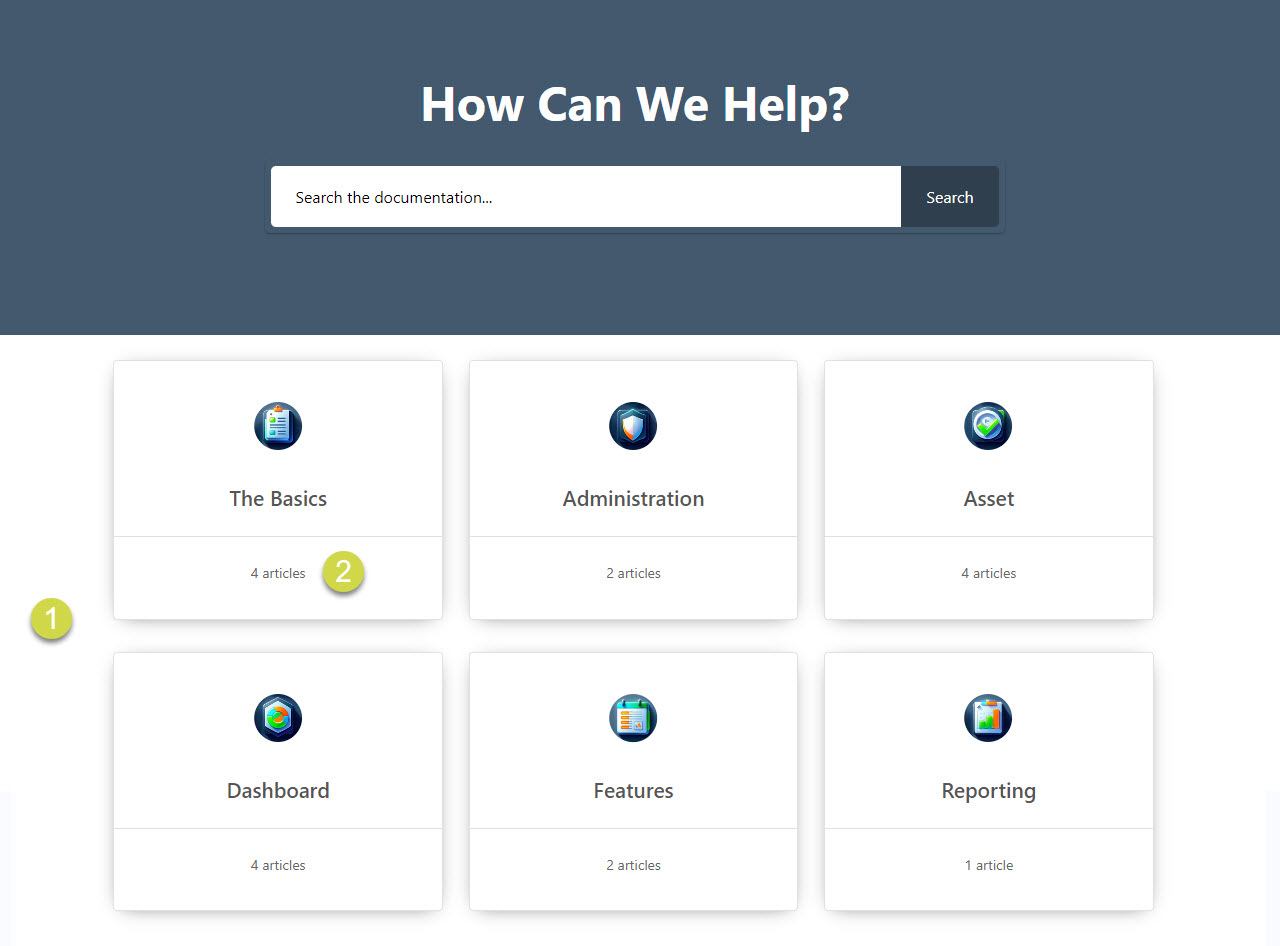 How Can We Help?
Search the documentation...
Search
The Basics
Administration
Asset
4 articles
2
2 articles
4 articles
1
Dashboard
Features
Reporting
4 articles
2 articles
1 article